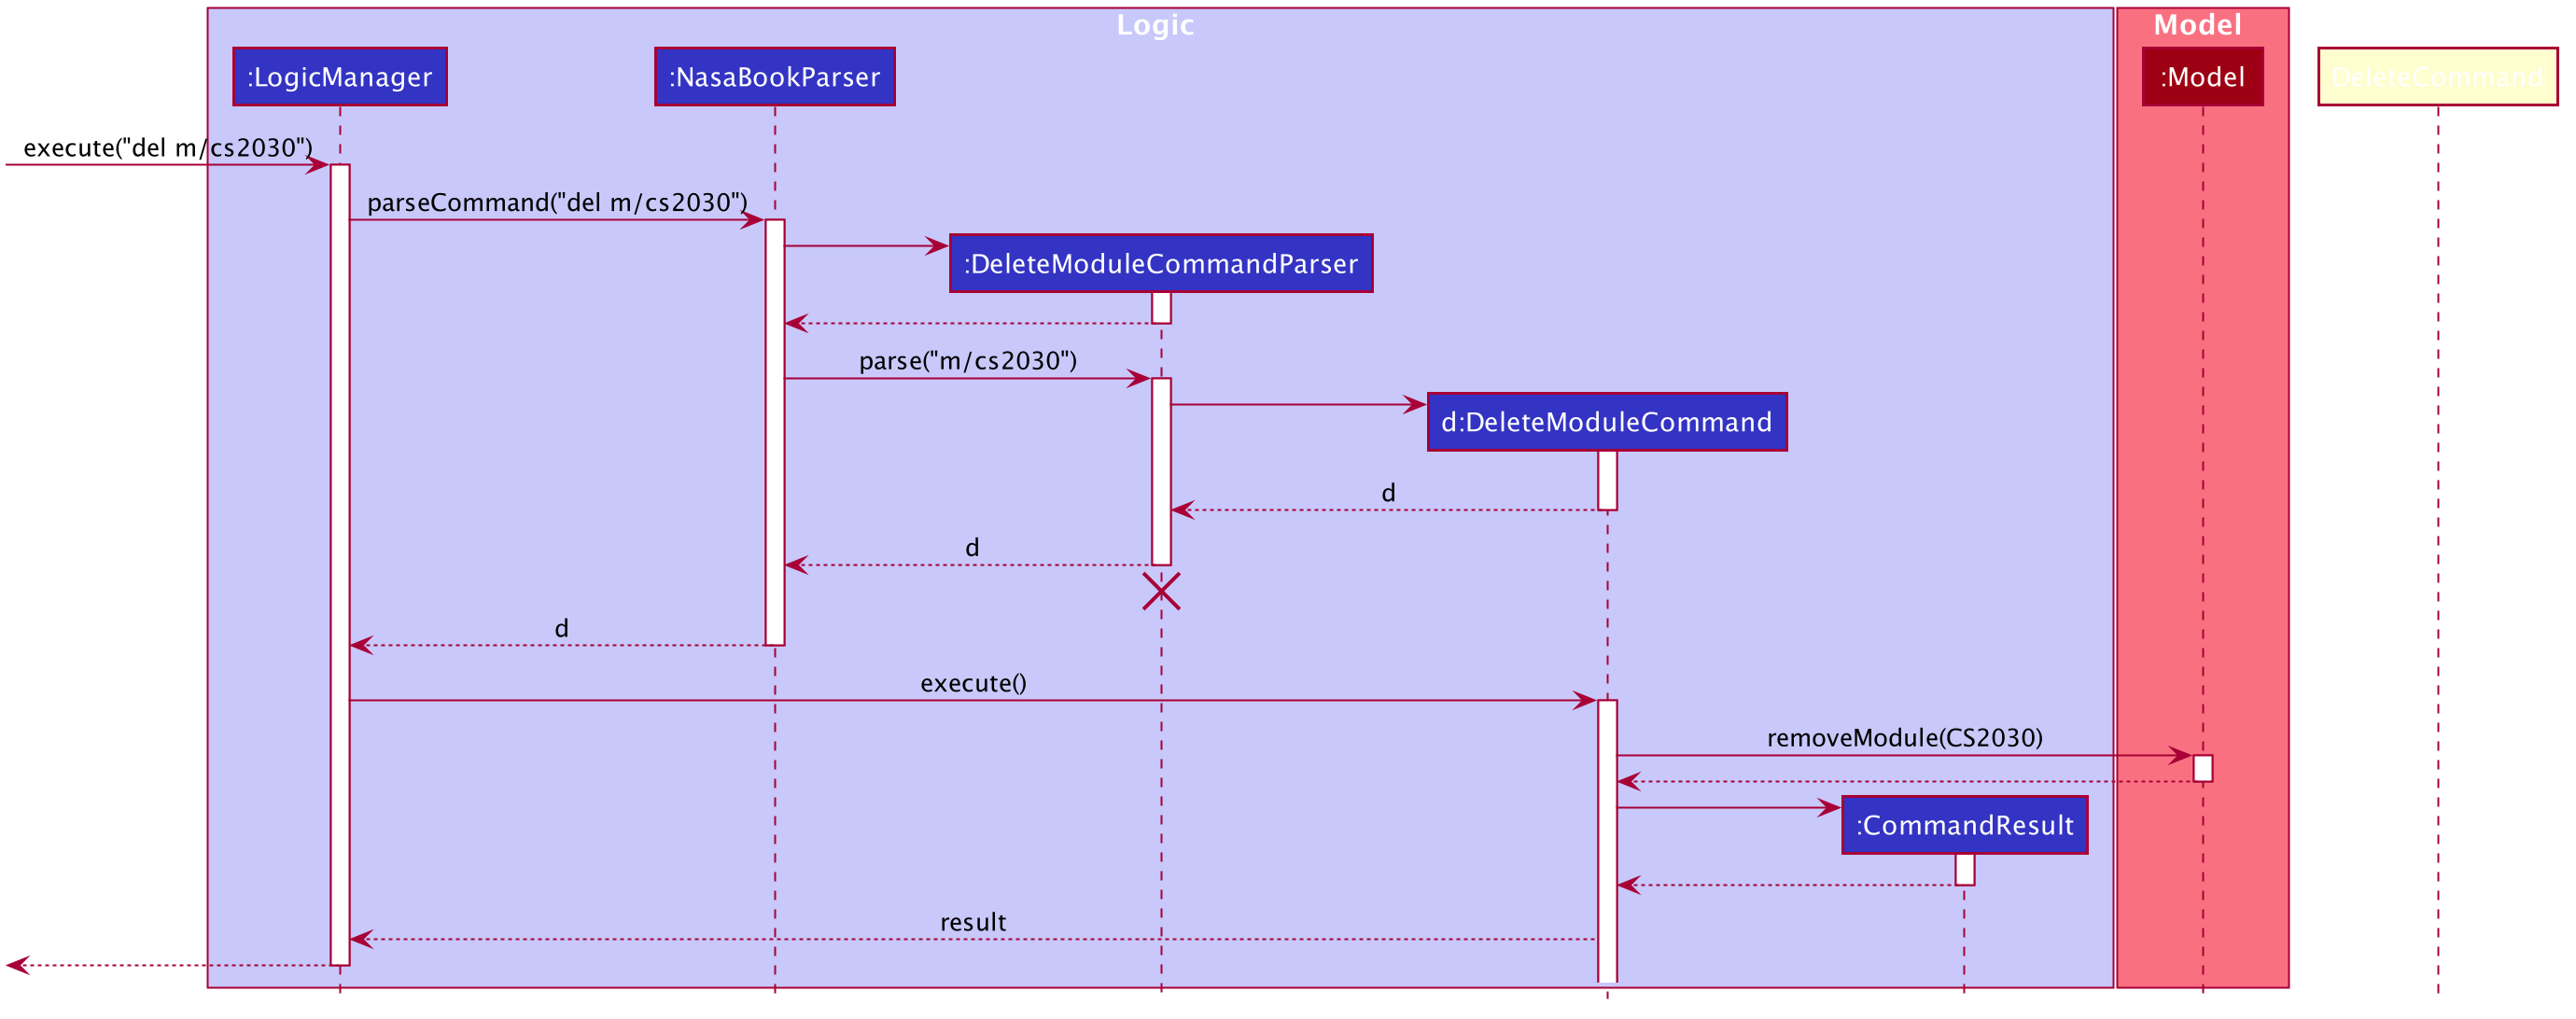 Logic
Model
:LogicManager
:NasaBookParser
:Model
DeleteCommand
execute("del m/cs2030")
parseCommand("del m/cs2030")
:DeleteModuleCommandParser
parse("m/cs2030")
d:DeleteModuleCommand
d
d
d
execute()
removeModule(CS2030)
:CommandResult
result